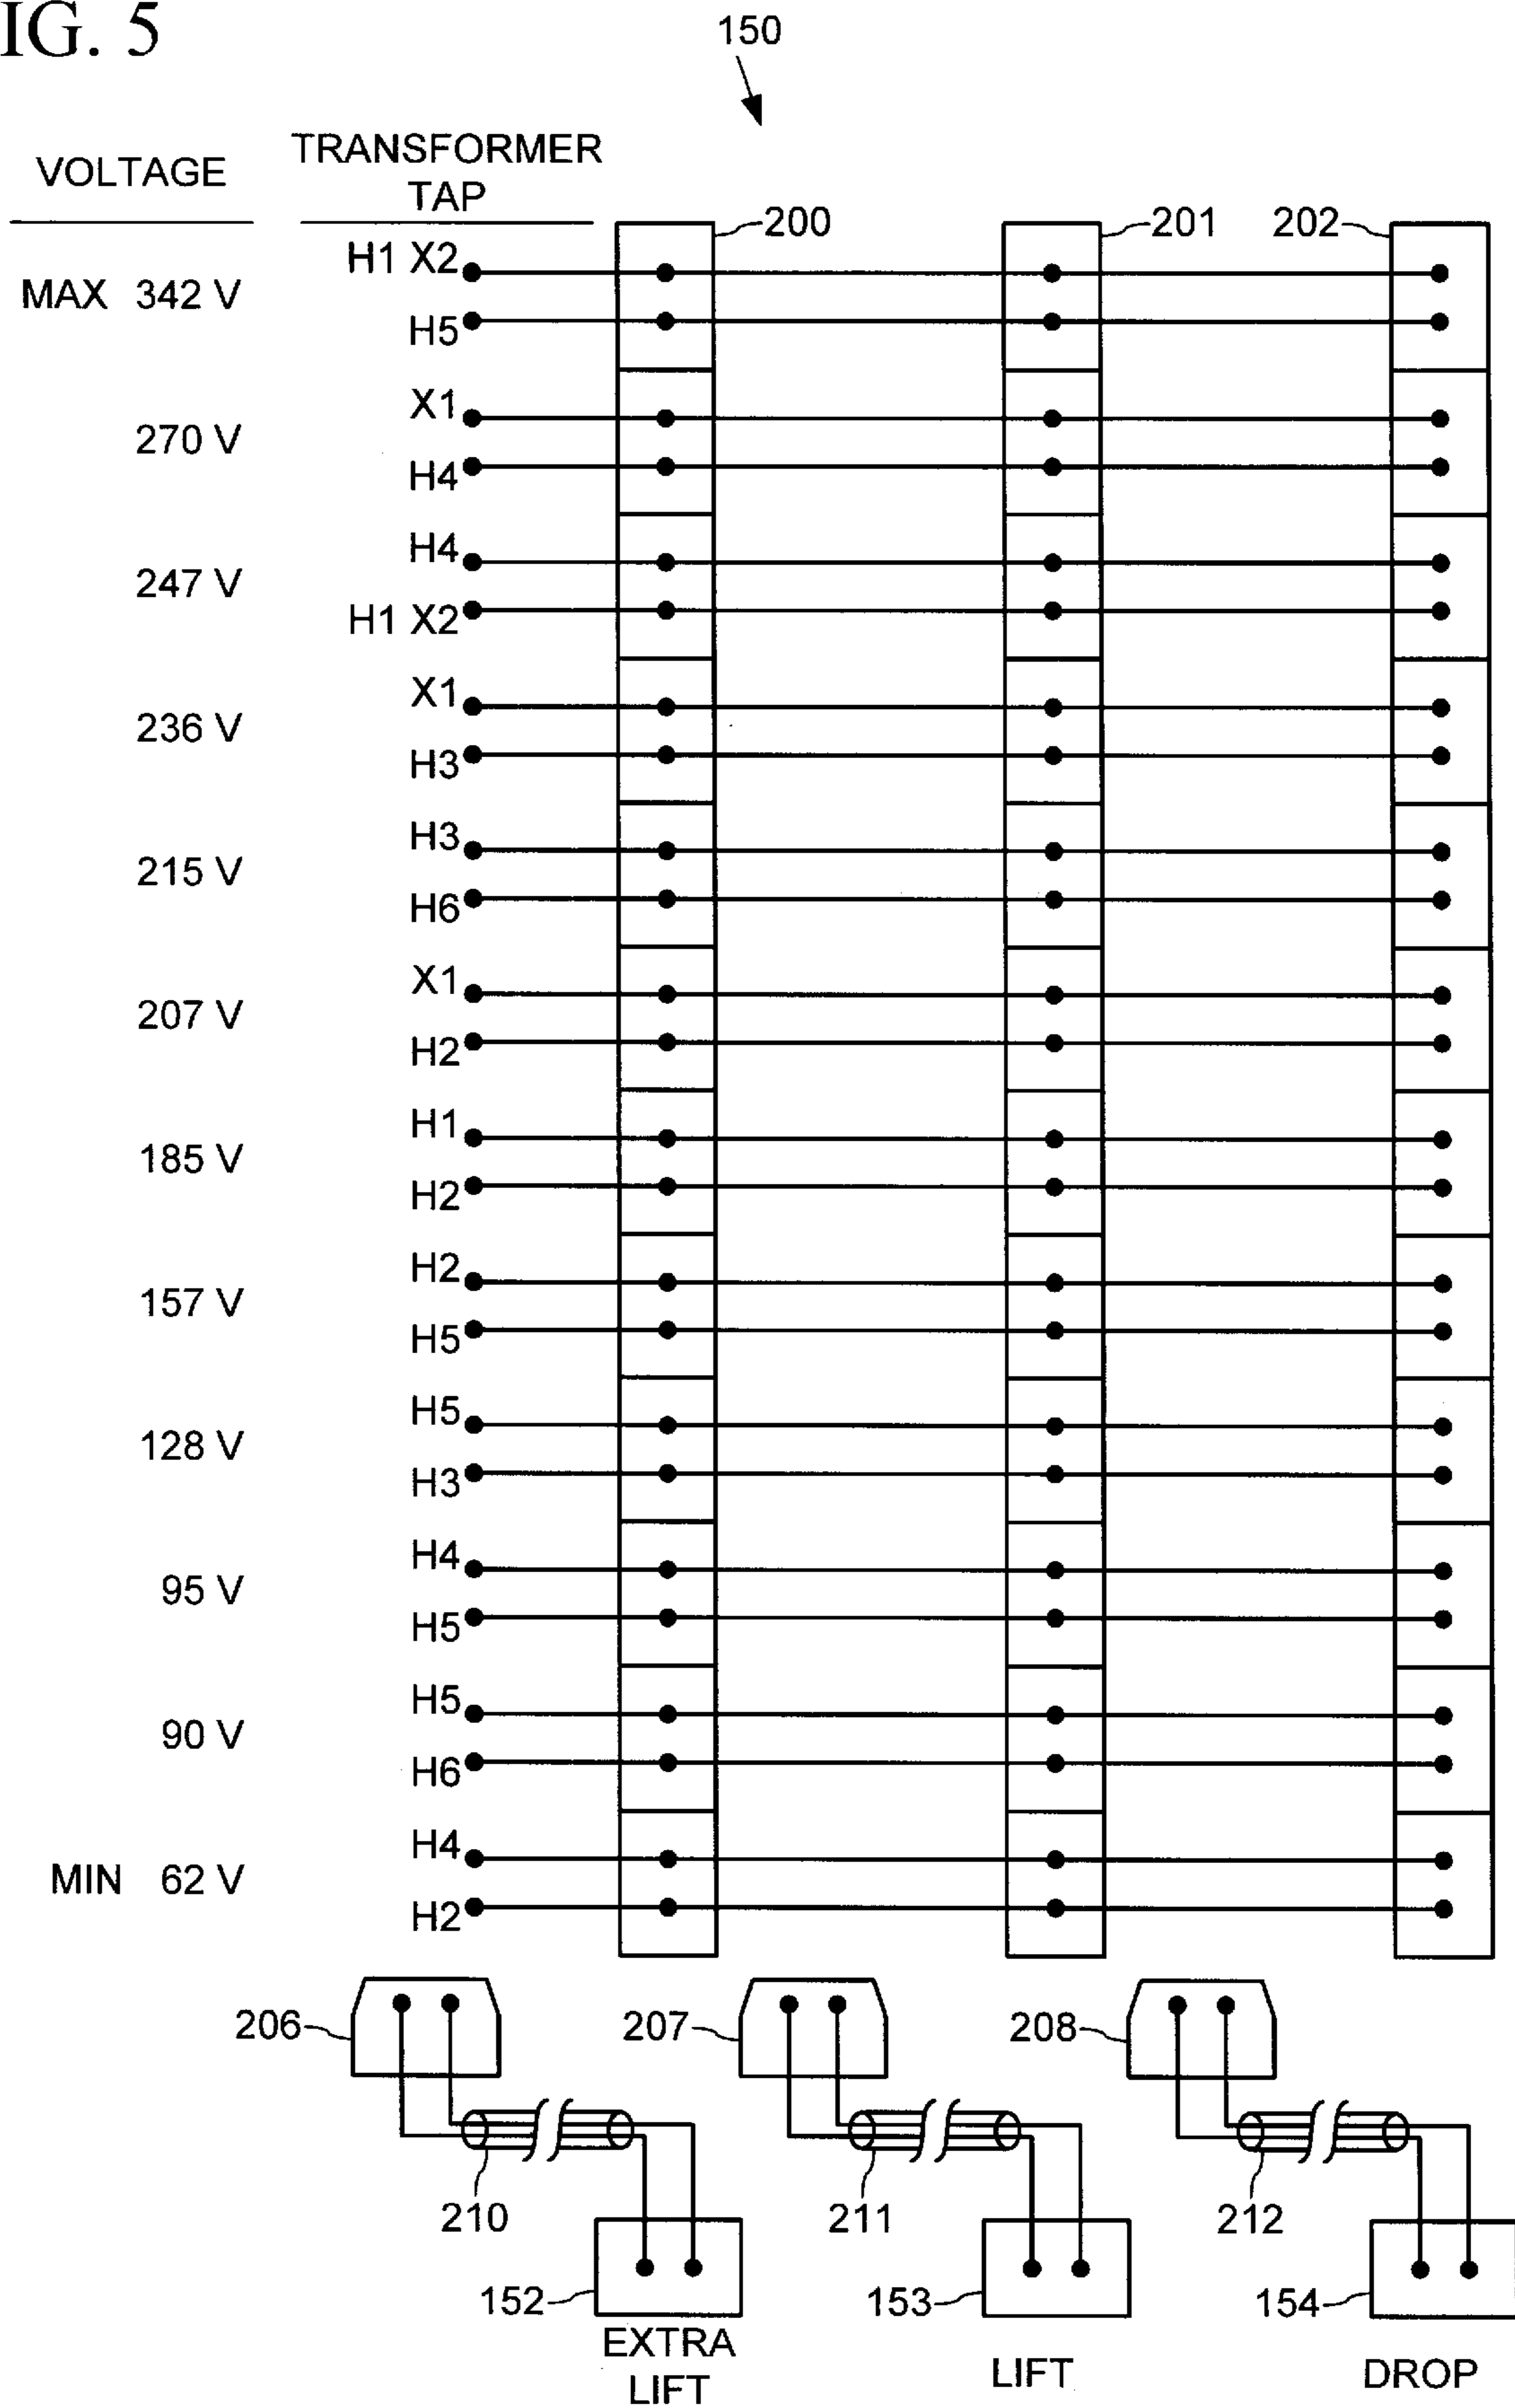 IG. 5
150
VOLTAGE
TRANSFORMER
TAP
200
201
202
H1 X2
MAX 342 V
H5
X1
270 V
H4
H4
247 V
H1 X2
X1
236 V
H3
H3
215 V
H6
X1
207 V
H2
H1
185 V
H2
H2
157 V
H5
H5
128 V
H3
H4
95 V
H5
H5
90 V
H6
H4
MIN 62 V
H2
206
207
208
210
211
212
152
153
154
EXTRA
LIFT
LIFT
DROP